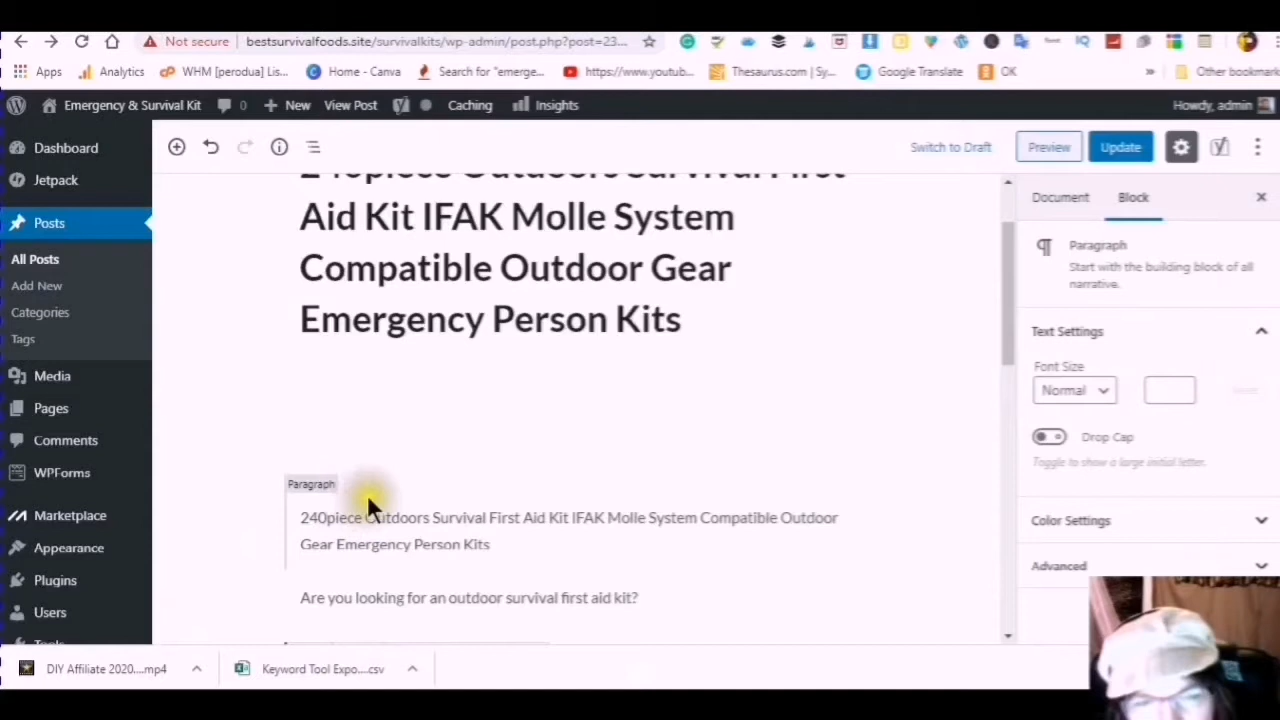 Not secure
bestsurvivalfoods.site/survivalkits/wp-admin/post.php?post=23...
Apps
Analytics
WHM [perodua] Lis...
Home - Canva
Search for "emerge...
https://www.youtub...
Thesaurus.com | Sy...
Google Translate
OK
»
Other bookmark
Emergency & Survival Kit
0
New
View Post
Caching
Insights
Howdy, admin
Dashboard
Jetpack
Posts
All Posts
Add New
Categories
Tags
Media
Pages
Comments
WPForms
Marketplace
Appearance
Plugins
Users
Switch to Draft
Preview
Update
240piece Outdoors Survival First
Aid Kit IFAK Molle System
Compatible Outdoor Gear
Emergency Person Kits
Paragraph
240piece Outdoors Survival First Aid Kit IFAK Molle System Compatible Outdoor
Gear Emergency Person Kits
Are you looking for an outdoor survival first aid kit?
Document
Block
Paragraph
Start with the building block of all
narrative.
Text Settings
Font Size
Normal
Drop Cap
Toggle to show a large initial letter.
Color Settings
Advanced
DIY Affiliate 2020....mp4
Keyword Tool Expo....csv